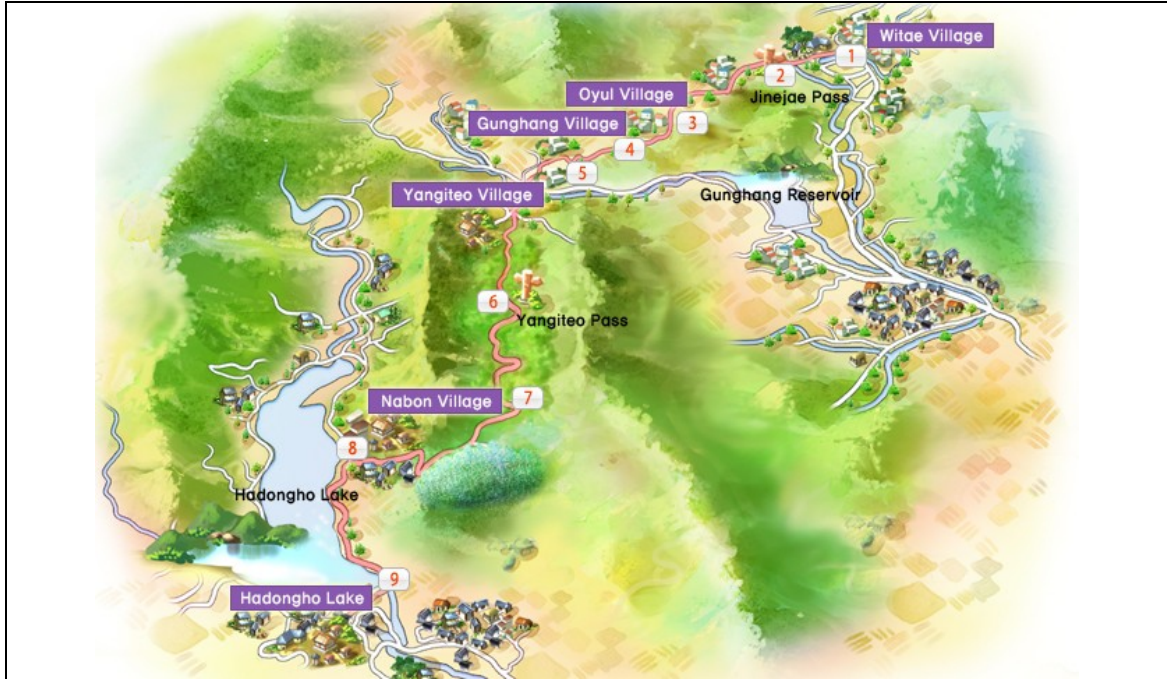 Witae Village
1
2
Jinejae Pass
Oyul Village
3
Gunghang Village
4
5
Yangiteo Village
Gunghang Reservoir
6
Yangiteo Pass
Nabon Village
7
8
Hadongho Lake
9
Hadongho Lake